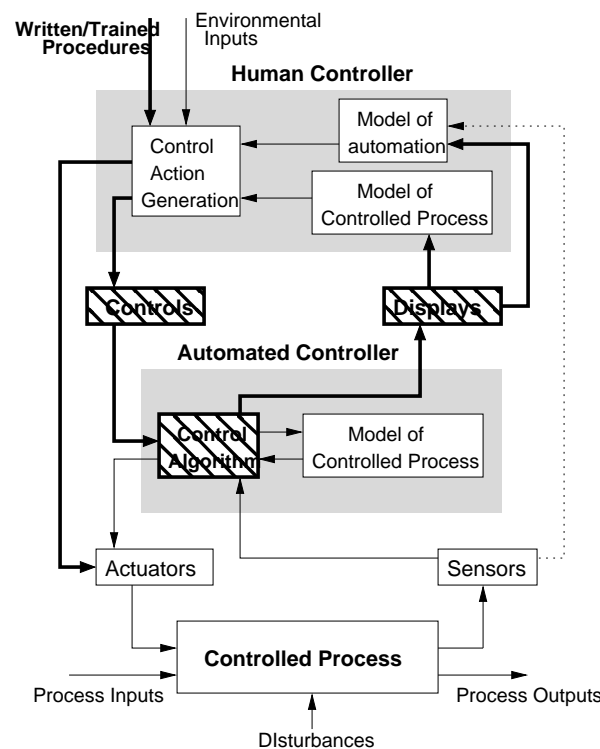 Written/Trained
Procedures
Environmental
Inputs
Human Controller
Control
Action
Generation
Model of
automation
Model of
Controlled Process
Controls
Displays
Automated Controller
Control
Algorithm
Model of
Controlled Process
Actuators
Sensors
Controlled Process
Process Inputs
Process Outputs
DIsturbances